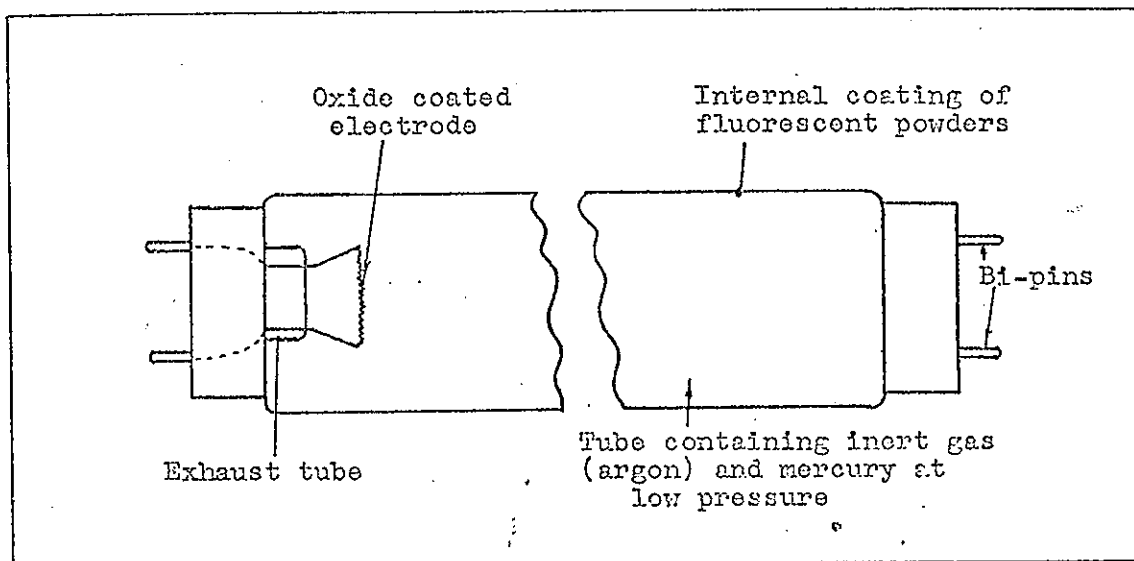 Oxide coated
electrode
Internal coating of
fluorescent powders
Bi-pins
Exhaust tube
Tube containing inert gas
(argon) and mercury at
low pressure